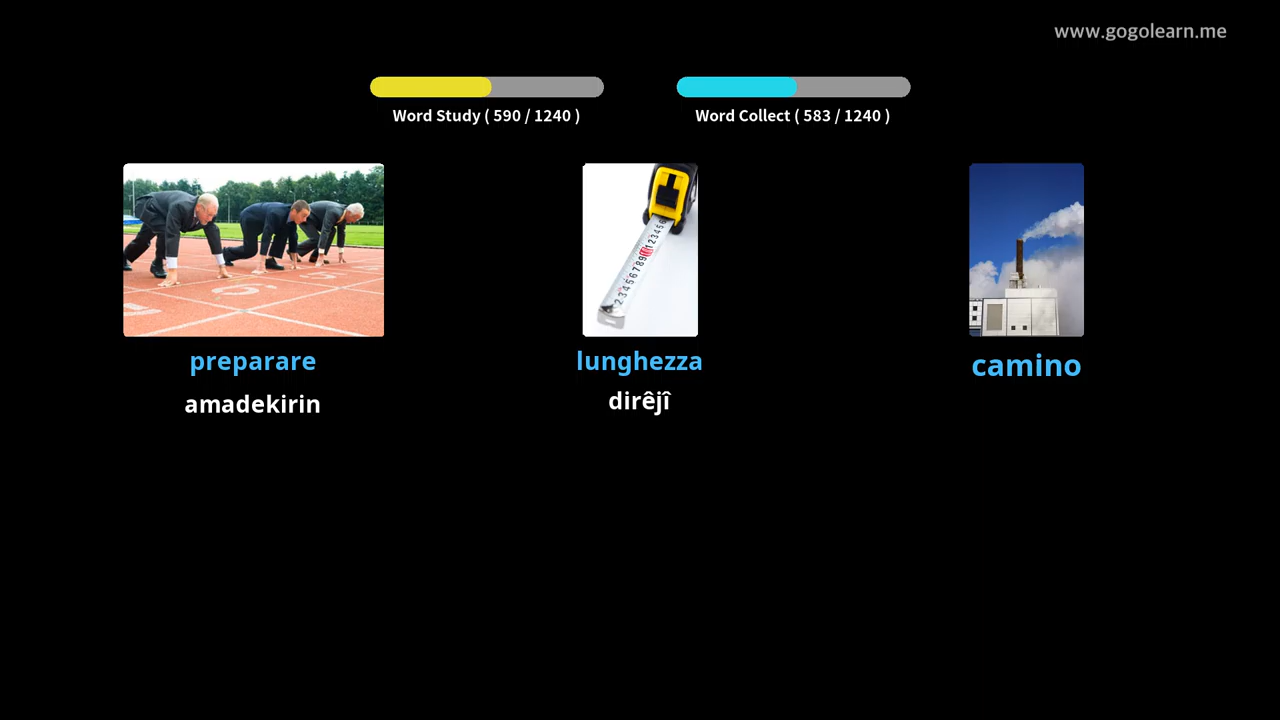 www.gogolearn.me
Word Study ( 590 / 1240 )
Word Collect ( 583 / 1240 )
preparare
lunghezza
camino
amadekirin
dirêjî